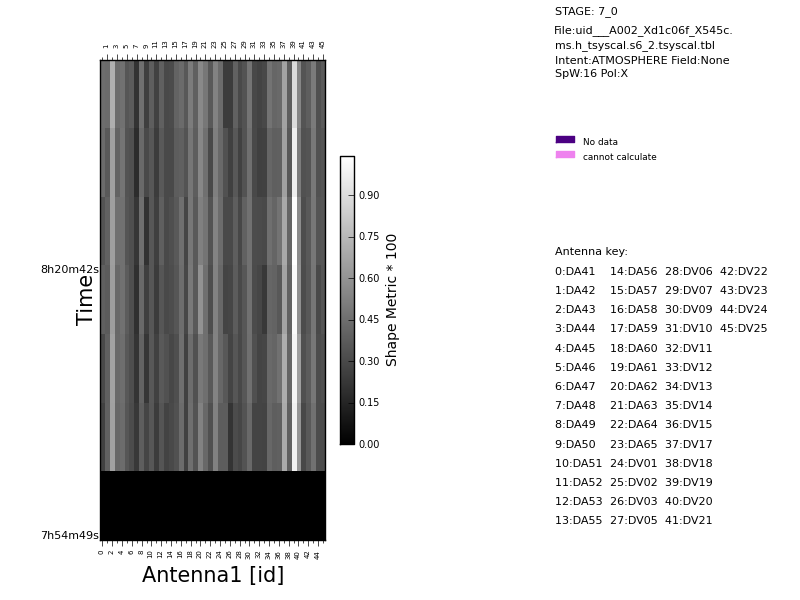 STAGE: 7_0
File:uid___A002_Xd1c06f_X545c.
ms.h_tsyscal.s6_2.tsyscal.tbl
Intent:ATMOSPHERE Field:None
SpW:16 Pol:X
1 3 5 7 9 11 13 15 17 19 21 23 25 27 29 31 33 35 37 39 41 43 45
No data
cannot calculate
0.90
0.75
0.60
0.45
0.30
0.15
0.00
Shape Metric * 100
8h20m42s
Time
7h54m49s
0 2 4 6 8 10 12 14 16 18 20 22 24 26 28 30 32 34 36 38 40 42 44
Antenna1 [id]
Antenna key:
0:DA41 14:DA56 28:DV06 42:DV22
1:DA42 15:DA57 29:DV07 43:DV23
2:DA43 16:DA58 30:DV09 44:DV24
3:DA44 17:DA59 31:DV10 45:DV25
4:DA45 18:DA60 32:DV11
5:DA46 19:DA61 33:DV12
6:DA47 20:DA62 34:DV13
7:DA48 21:DA63 35:DV14
8:DA49 22:DA64 36:DV15
9:DA50 23:DA65 37:DV17
10:DA51 24:DV01 38:DV18
11:DA52 25:DV02 39:DV19
12:DA53 26:DV03 40:DV20
13:DA55 27:DV05 41:DV21